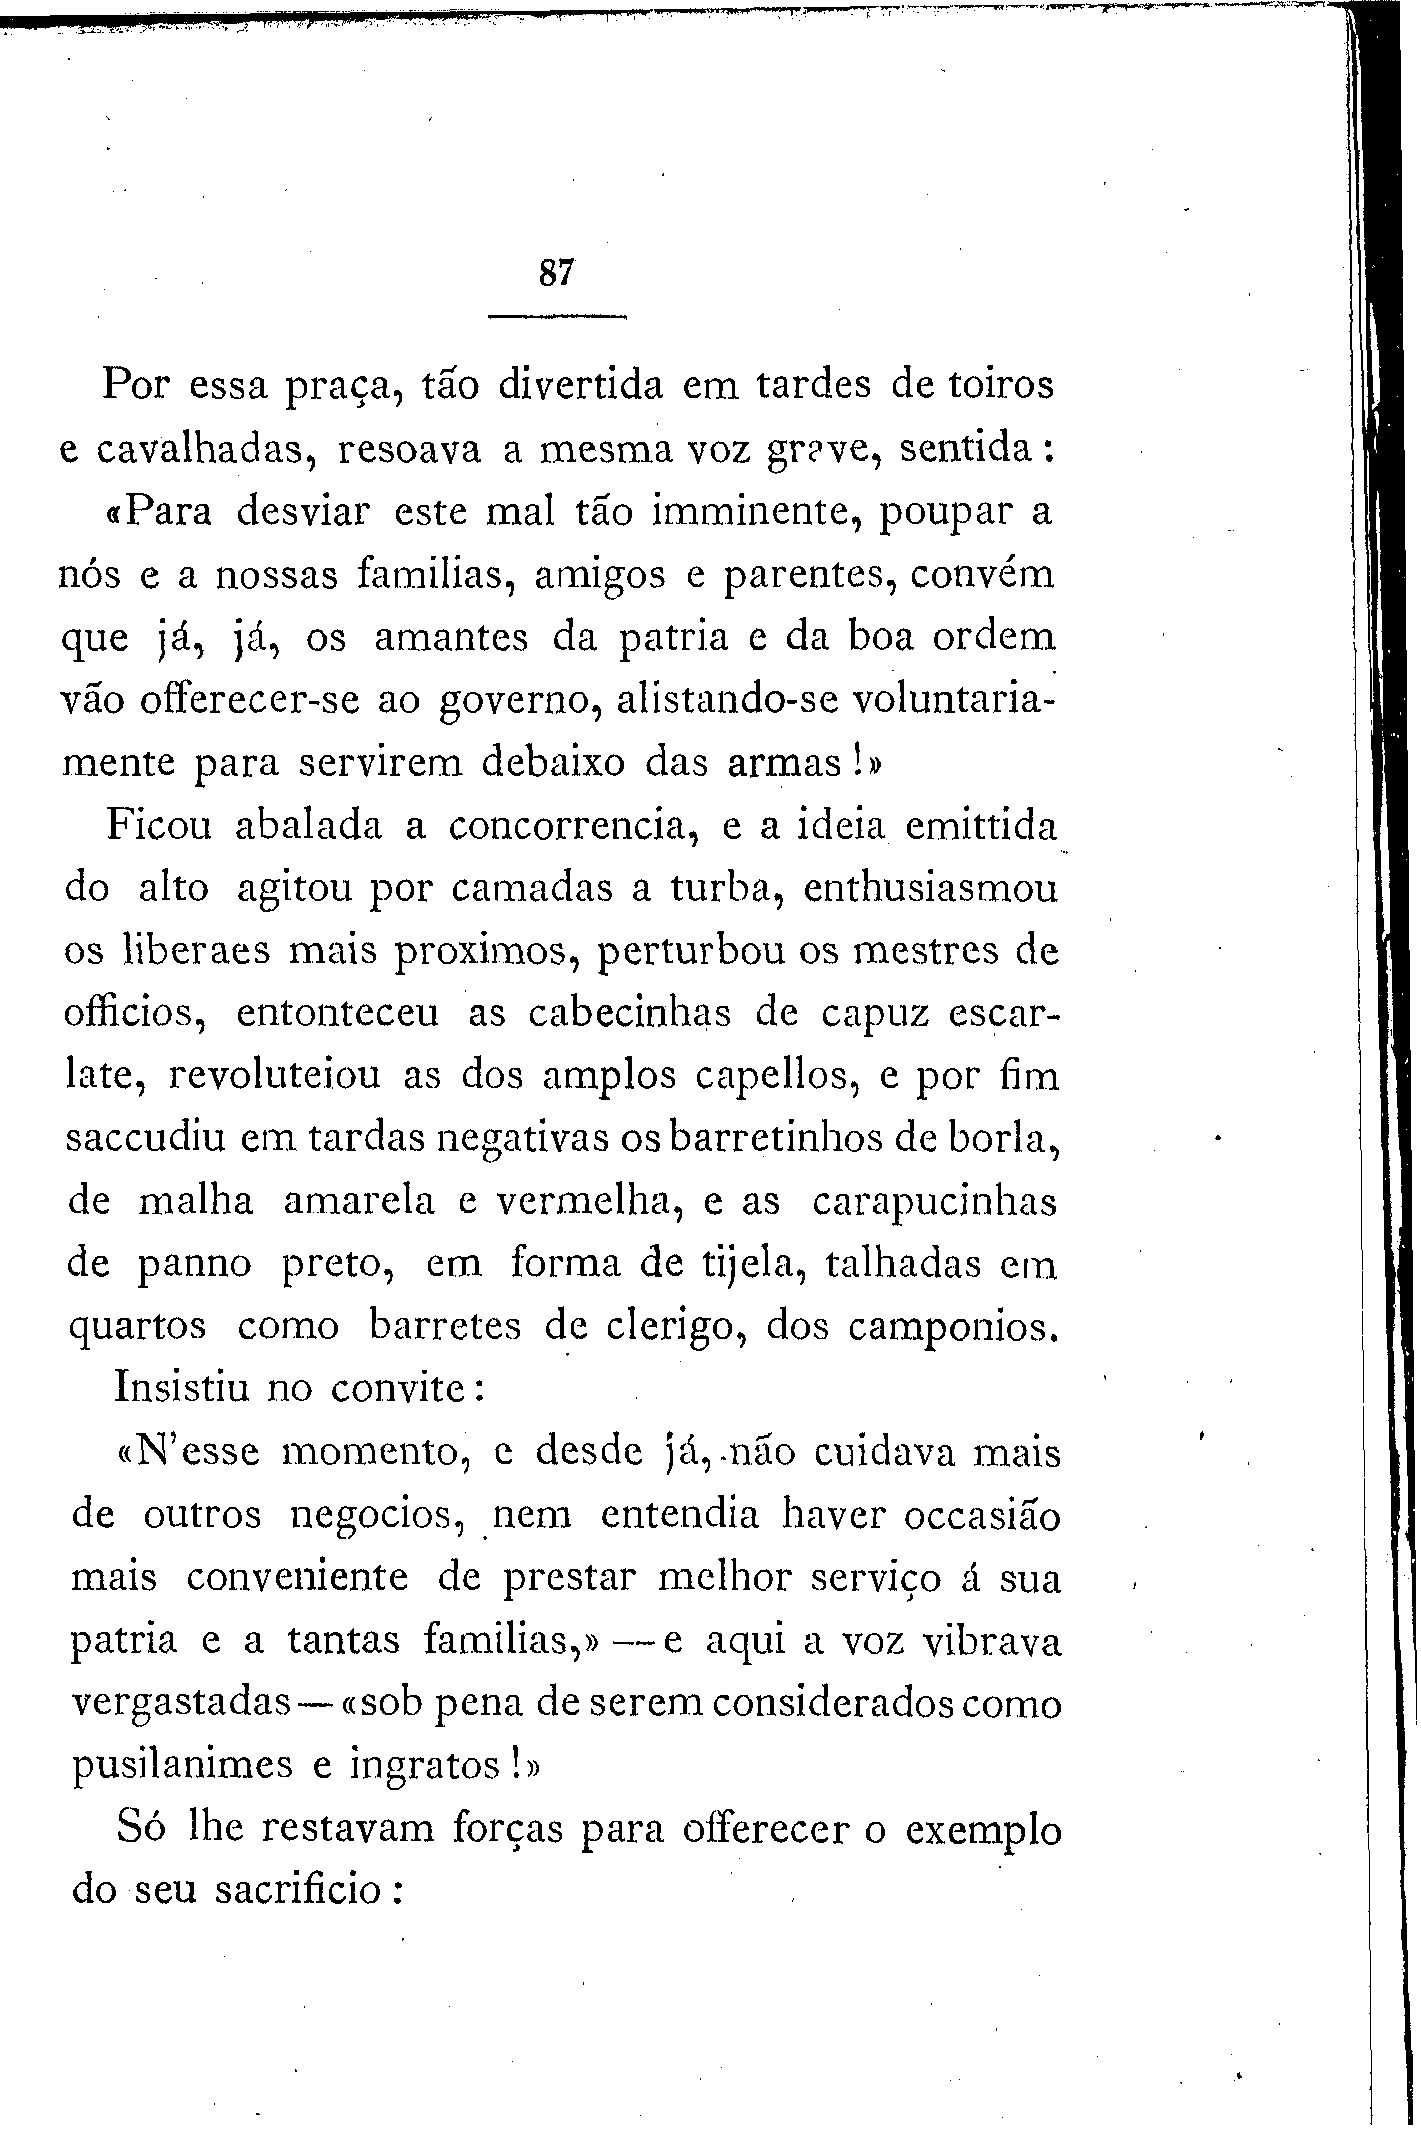 87
Por essa praça, tão divertida em tardes de toiros
e cavalhadas, resoava a mesma voz grave, sentida :
«Para desviar este mal tão imminente, poupar a
nós e a nossas familias, amigos e parentes, convém
que já, já, os amantes da patria e da boa ordem
vão offerecer-se ao governo, alistando-se voluntaria-
mente para servirem debaixo das armas !»
Ficou abalada a concorrencia, e a ideia emittida
do alto agitou por camadas a turba, enthusiasmou
os liberaes mais proximos, perturbou os mestres de
officios, entonteceu as cabecinhas de capuz escar-
late, revoluteiou as dos amplos capellos, e por fim
saccudiu em tardas negativas os barretinhos de borla,
de malha amarela e vermelha, e as carapucinhas
de panno preto, em forma de tijela, talhadas em
quartos como barretes de clerigo, dos camponios.
Insistiu no convite :
«N'esse momento, e desde já, não cuidava mais
de outros negocios, nem entendia haver occasião
mais conveniente de prestar melhor serviço á sua
patria e a tantas familias,» — e aqui a voz vibrava
vergastadas — «sob pena de serem considerados como
pusilanimes e ingratos !»
Só lhe restavam forças para offerecer o exemplo
do seu sacrificio :